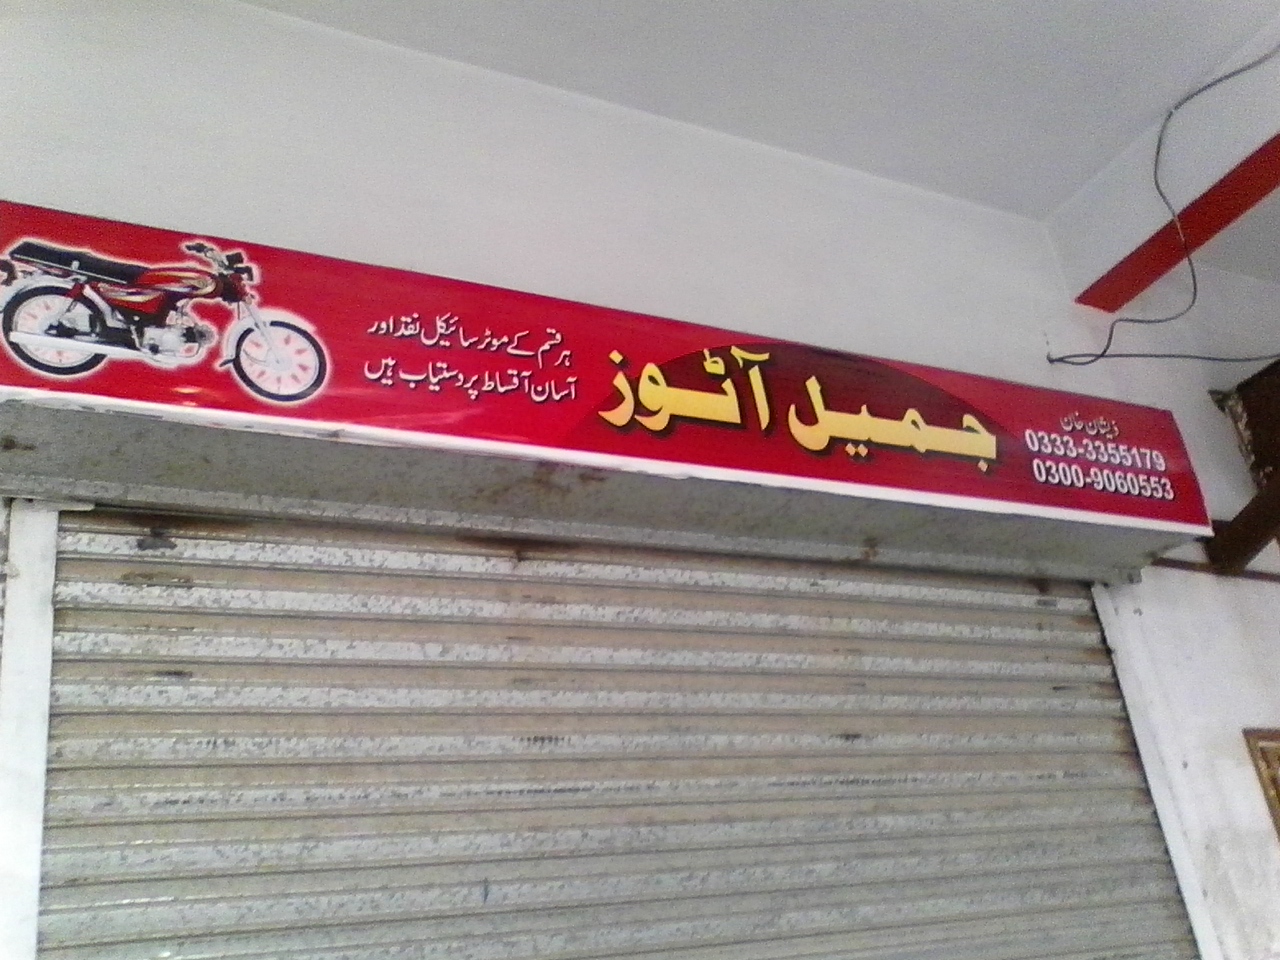 ذیشان خان
0333-3355179
0300-9060553
جمیل آٹوز
ہر قسم کے موٹر سائیکل نقد اور
آسان آقساط پر دستیاب ہیں